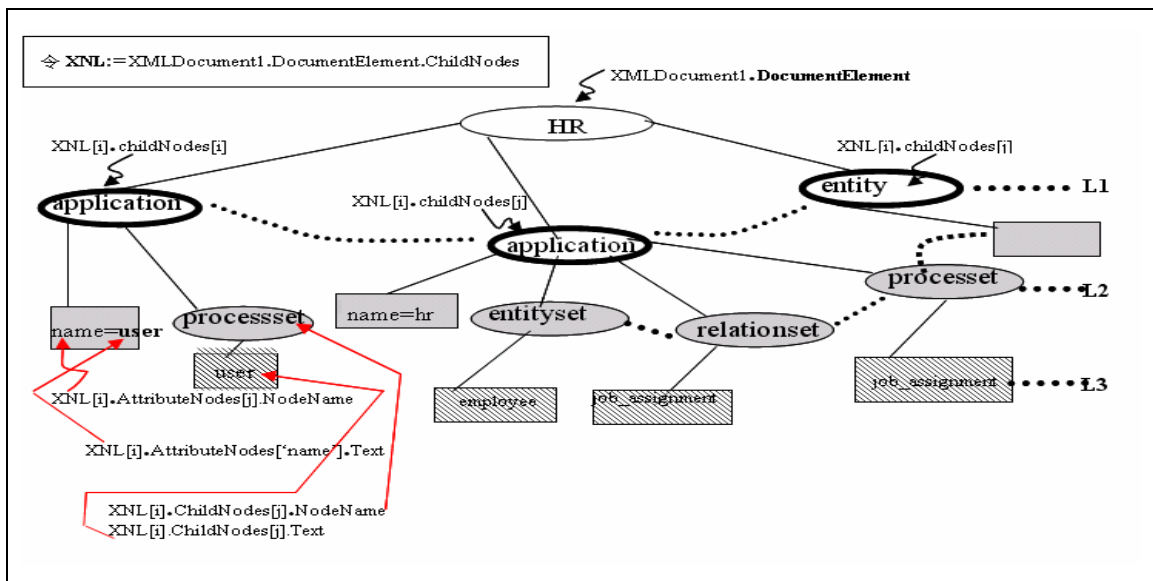 令 XNL:=XMLDocument1.DocumentElement.ChildNodes
XMLDocument1.DocumentElement
HR
XNL[i].childNodes[i]
XNL[i].childNodes[j]
entity
L1
application
XNL[i].childNodes[j]
application
processet
L2
name=user
processset
name=hr
entityset
relationset
user
job_assignment
L3
employee
job_assignment
XNL[i].AttributeNodes[j].NodeName
XNL[i].AttributeNodes['name'].Text
XNL[i].ChildNodes[j].NodeName
XNL[i].ChildNodes[j].Text